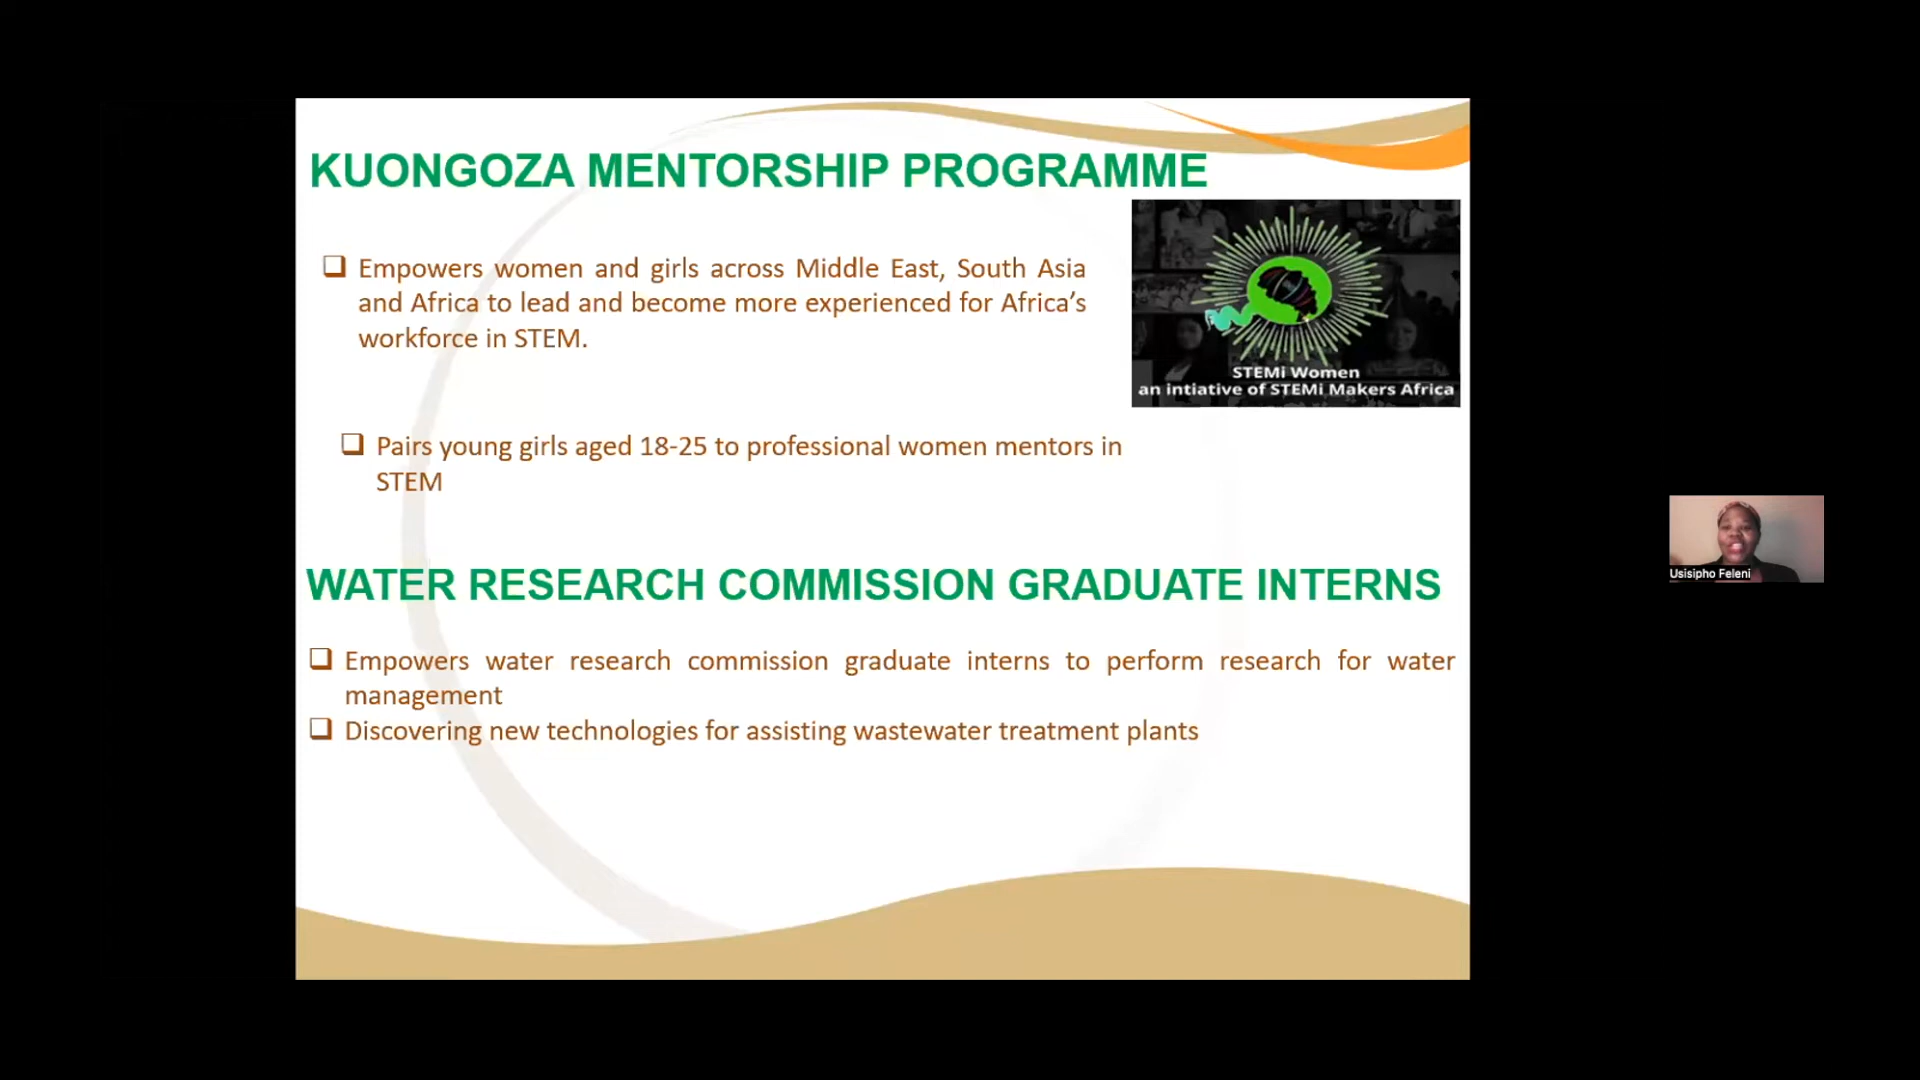 KUONGOZA MENTORSHIP PROGRAMME
Empowers women and girls across Middle East, South Asia
and Africa to lead and become more experienced for Africa's
workforce in STEM.
STEMi Women
an intiative of STEMi Makers Africa
Pairs young girls aged 18-25 to professional women mentors in
STEM
WATER RESEARCH COMMISSION GRADUATE INTERNS
Empowers water research commission graduate interns to perform research for water
management
Discovering new technologies for assisting wastewater treatment plants
Usisipho Feleni